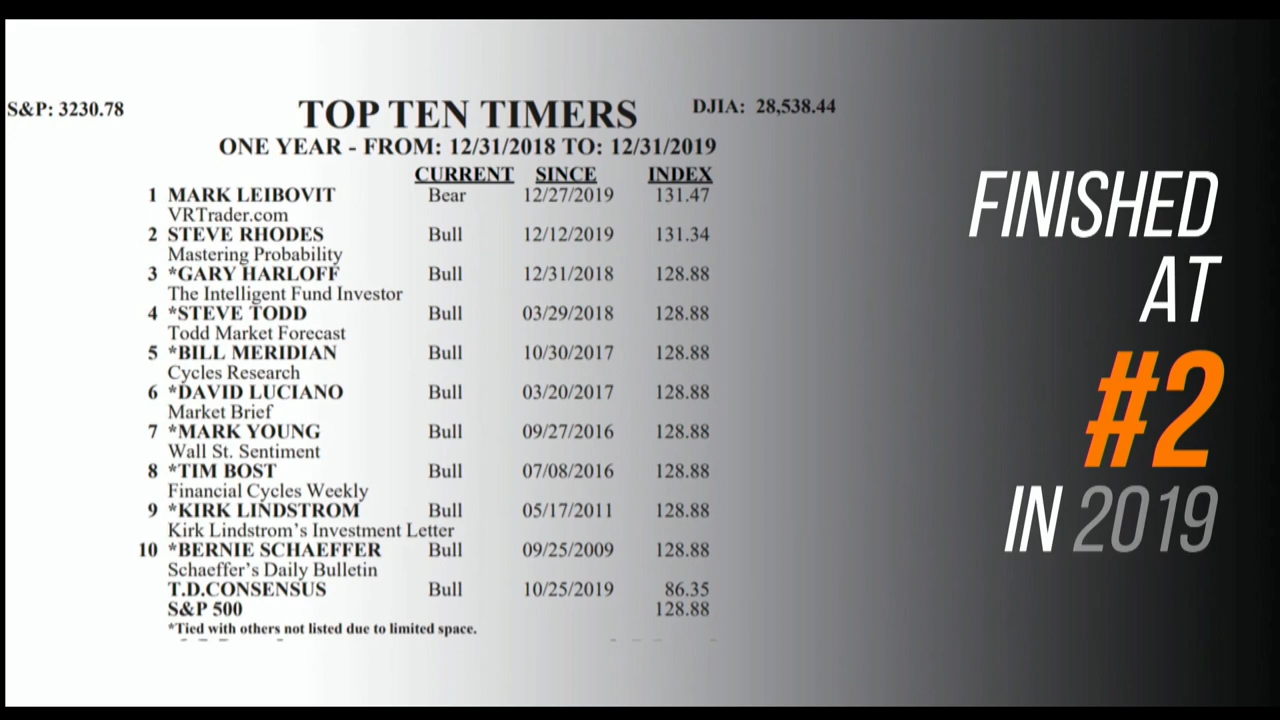 S&P: 3230.78
TOP TEN TIMERS
DJIA: 28,538.44
ONE YEAR - FROM: 12/31/2018 TO: 12/31/2019
CURRENT SINCE INDEX
1 MARK LEIBOVIT Bear 12/27/2019 131.47
VRTrader.com
2 STEVE RHODES Bull 12/12/2019 131.34
Mastering Probability
3 *GARY HARLOFF Bull 12/31/2018 128.88
The Intelligent Fund Investor
4 *STEVE TODD Bull 03/29/2018 128.88
Todd Market Forecast
5 *BILL MERIDIAN Bull 10/30/2017 128.88
Cycles Research
6 *DAVID LUCIANO Bull 03/20/2017 128.88
Market Brief
7 *MARK YOUNG Bull 09/27/2016 128.88
Wall St. Sentiment
8 *TIM BOST Bull 07/08/2016 128.88
Financial Cycles Weekly
9 *KIRK LINDSTROM Bull 05/17/2011 128.88
Kirk Lindstrom's Investment Letter
10 *BERNIE SCHAEFFER Bull 09/25/2009 128.88
Schaeffer's Daily Bulletin
T.D.CONSENSUS Bull 10/25/2019 86.35
S&P 500 128.88
*Tied with others not listed due to limited space.
FINISHED
AT
#2
IN 2019